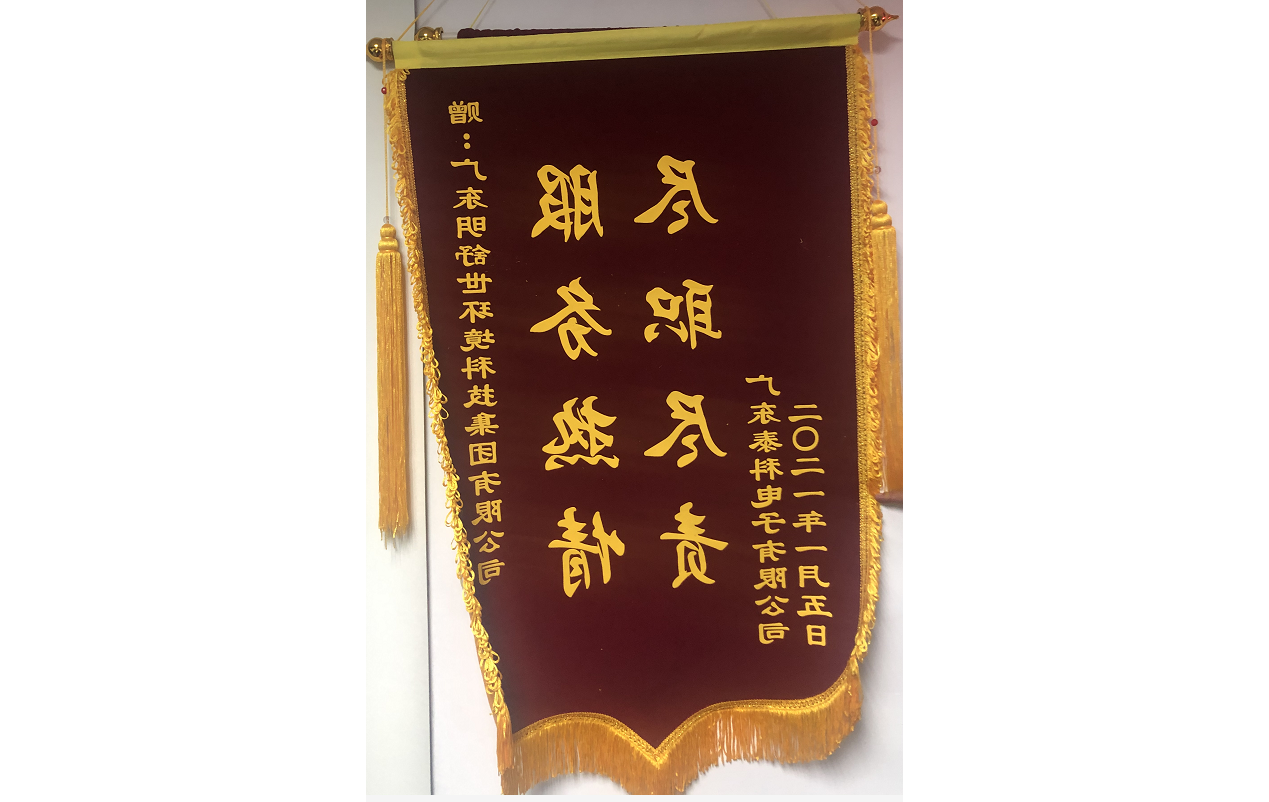 赠：广东明舒世环境科技集团有限公司
服务热情
尽职尽责
广东泰科电子有限公司
二〇二一年一月五日